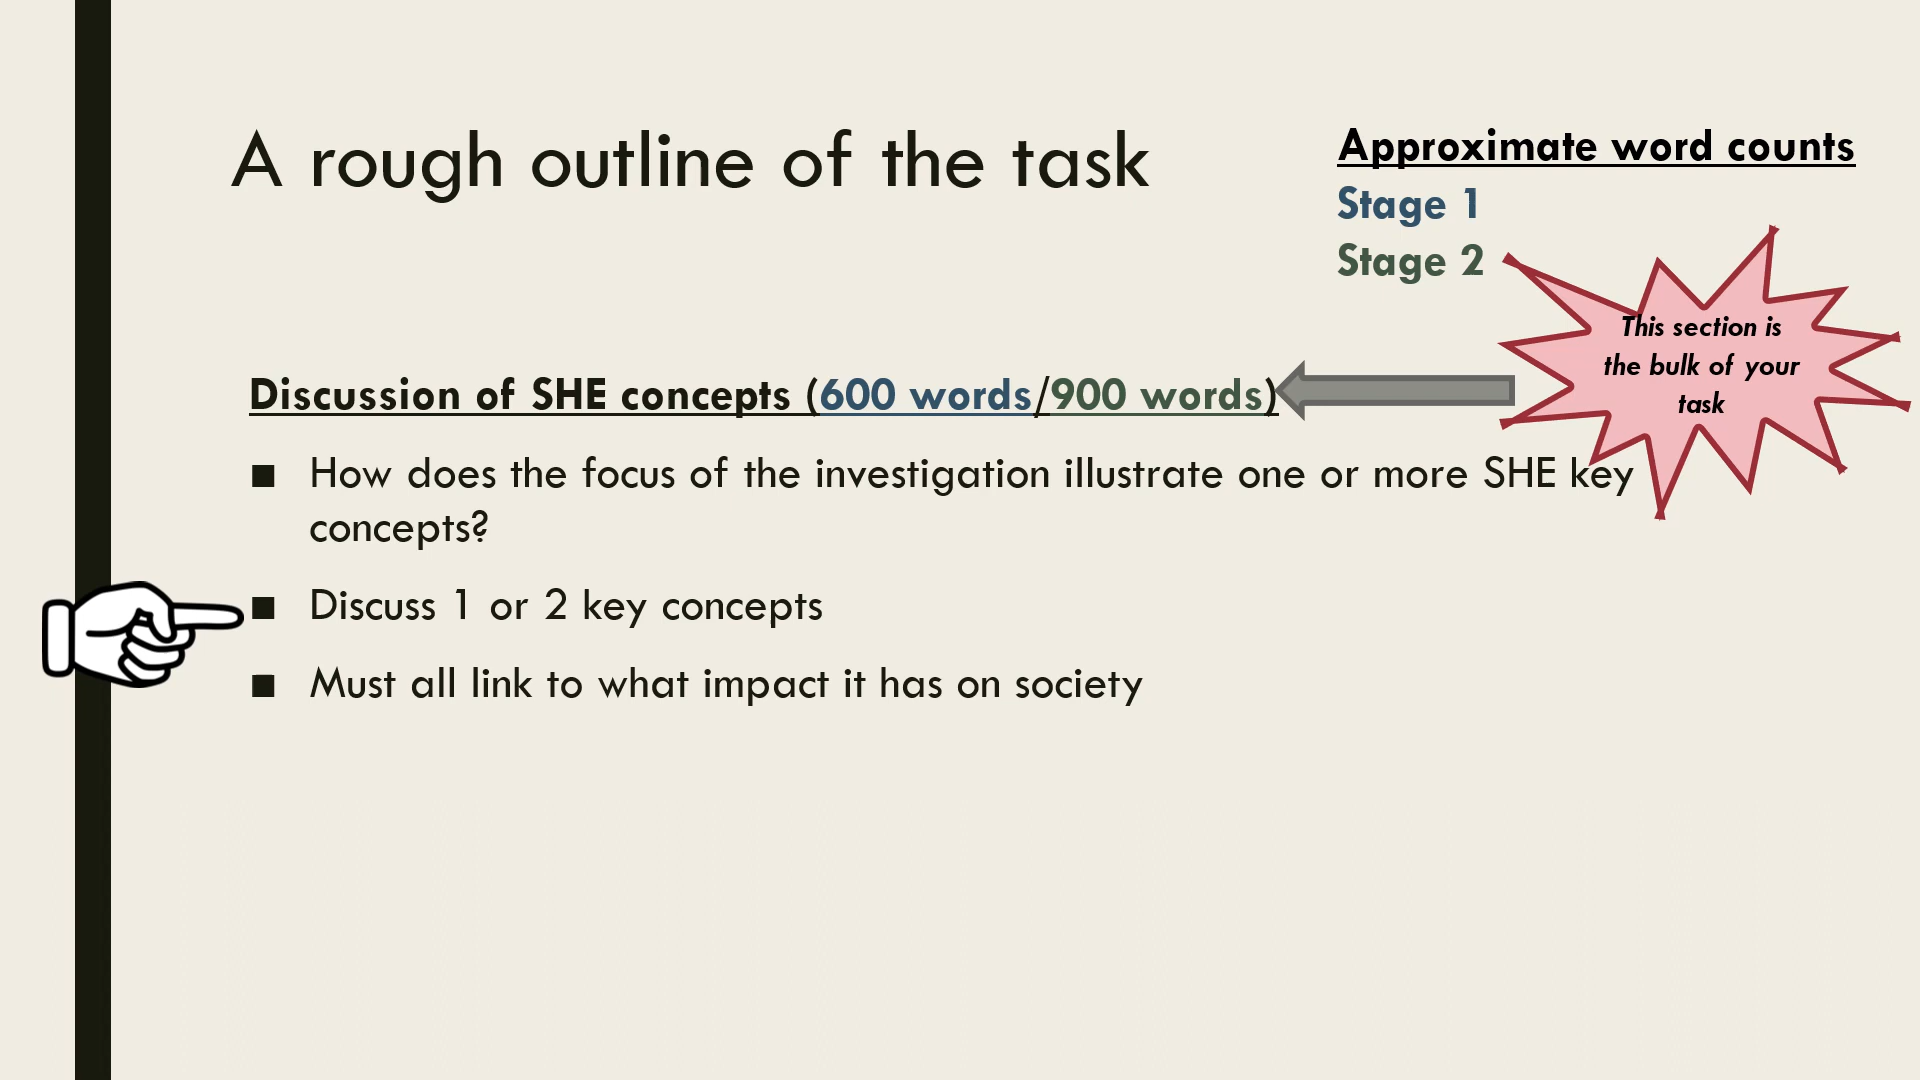 A rough outline of the task
Approximate word counts
Stage 1
Stage 2
This section is
the bulk of your
task
Discussion of SHE concepts (600 words/900 words)
■ How does the focus of the investigation illustrate one or more SHE key
concepts?
■ Discuss 1 or 2 key concepts
■ Must all link to what impact it has on society